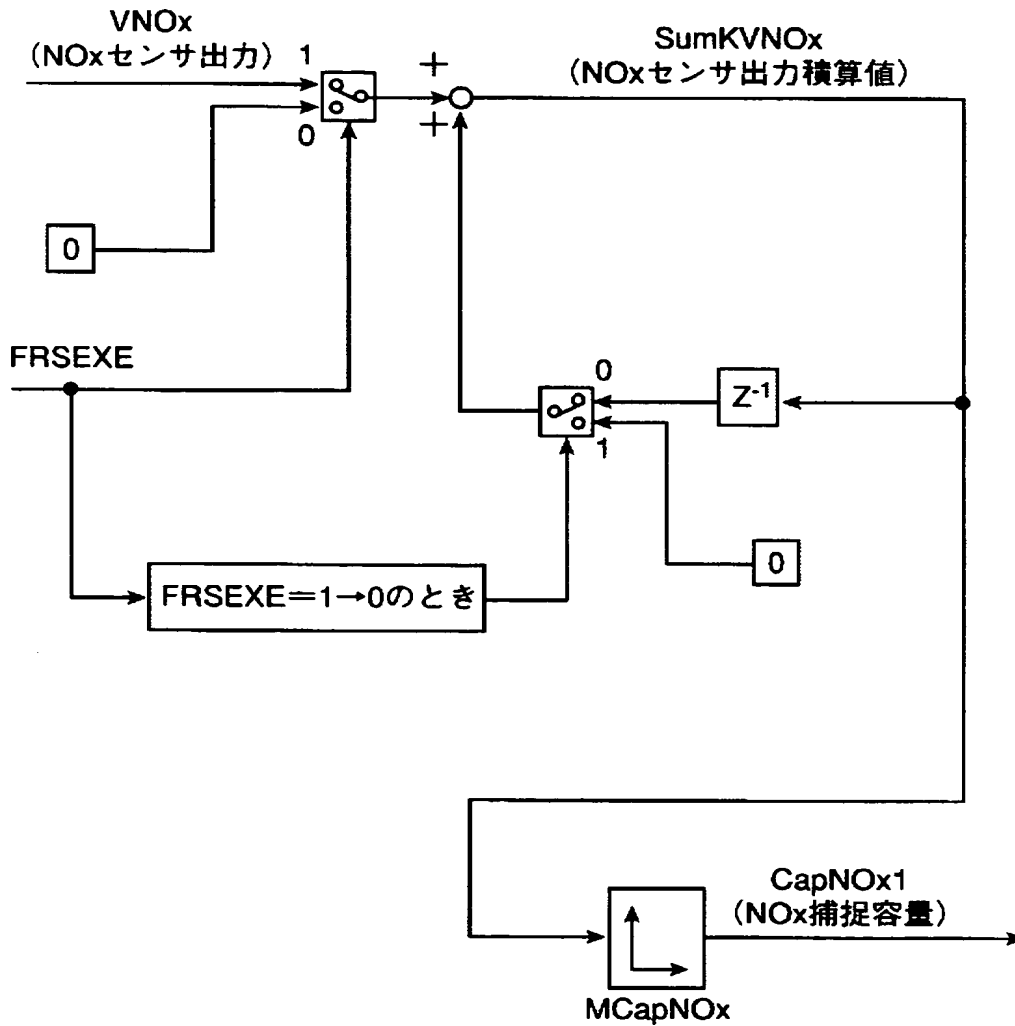 VNOx
(NOxセンサ出力)
1
0
+
+
SumKVNOx
(NOxセンサ出力積算値)
0
FRSEXE
0
1
Z-1
0
FRSEXE=1→0のとき
CapNOx1
(NOx捕捉容量)
MCapNOx